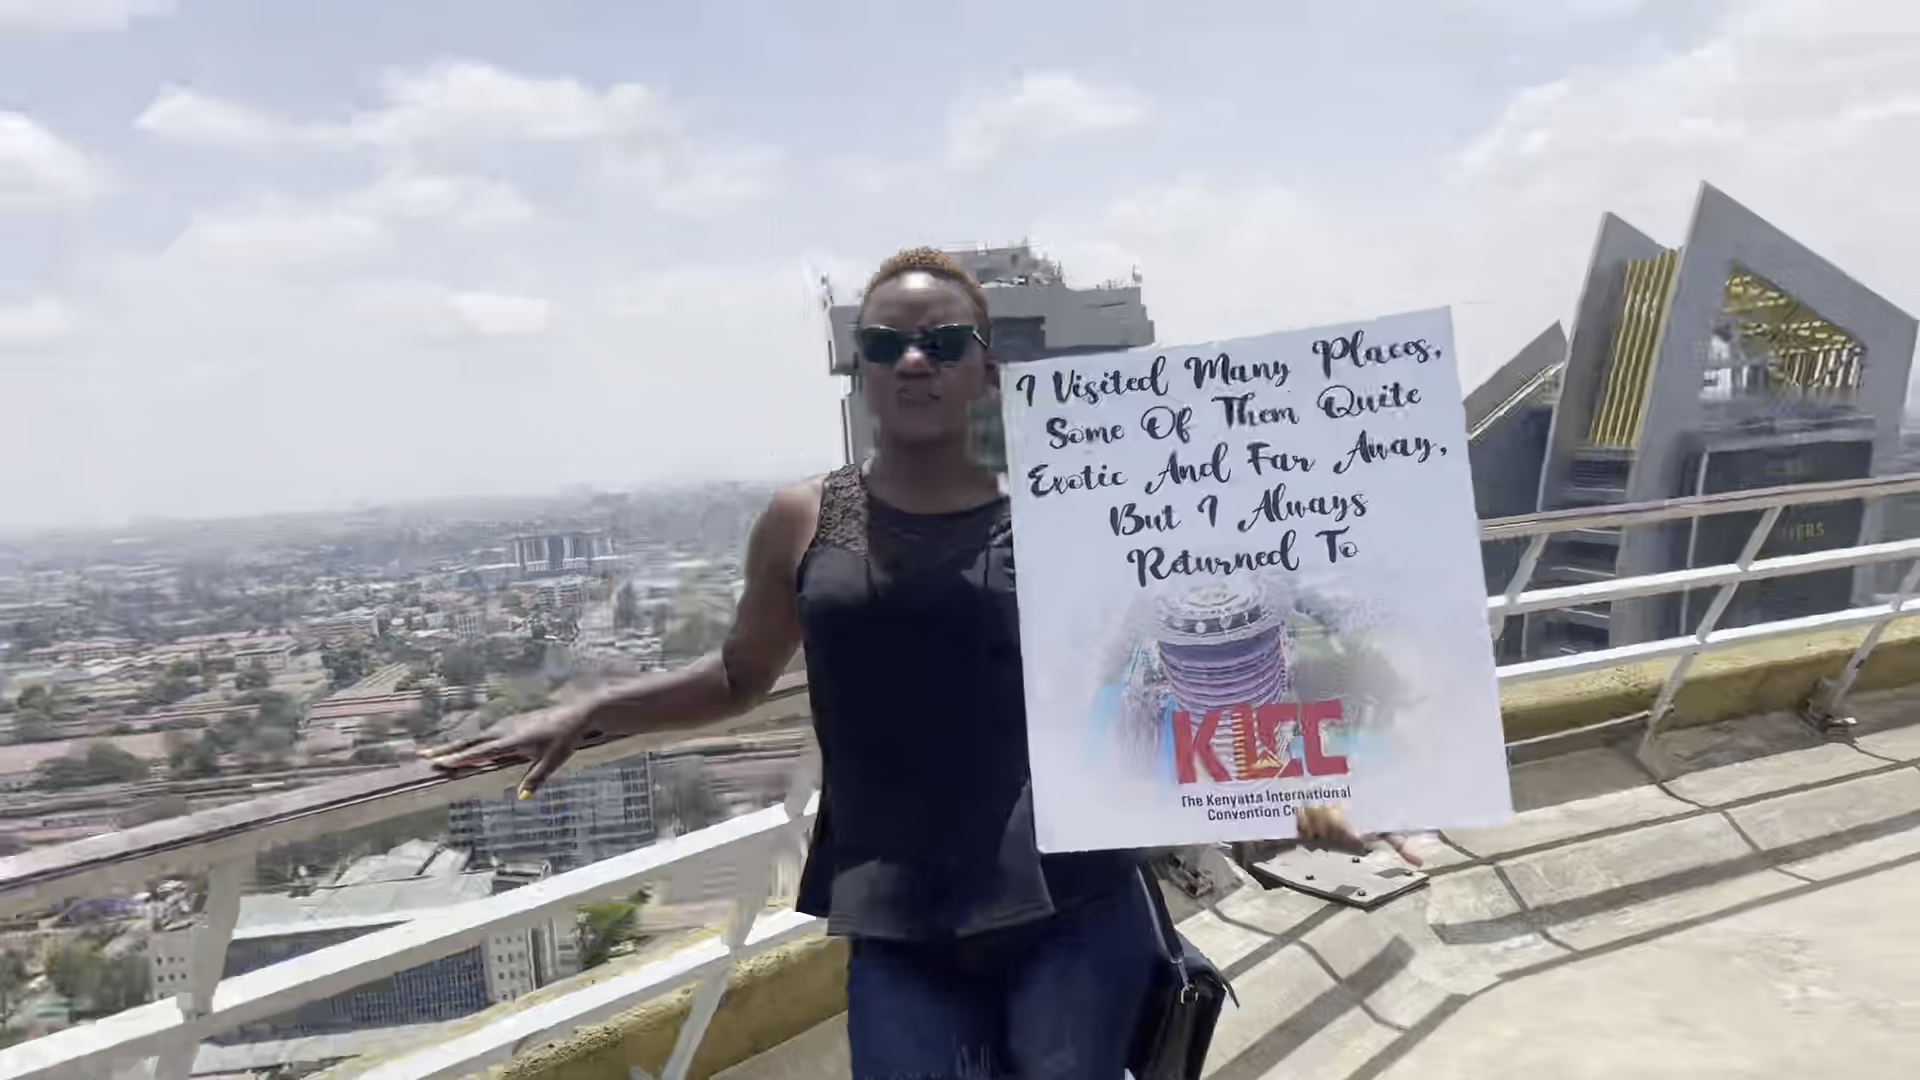 I Visited Many Places,
Some Of Them Quite
Exotic And Far Away,
But I Always
Returned To
KICC
The Kenyatta International
Convention